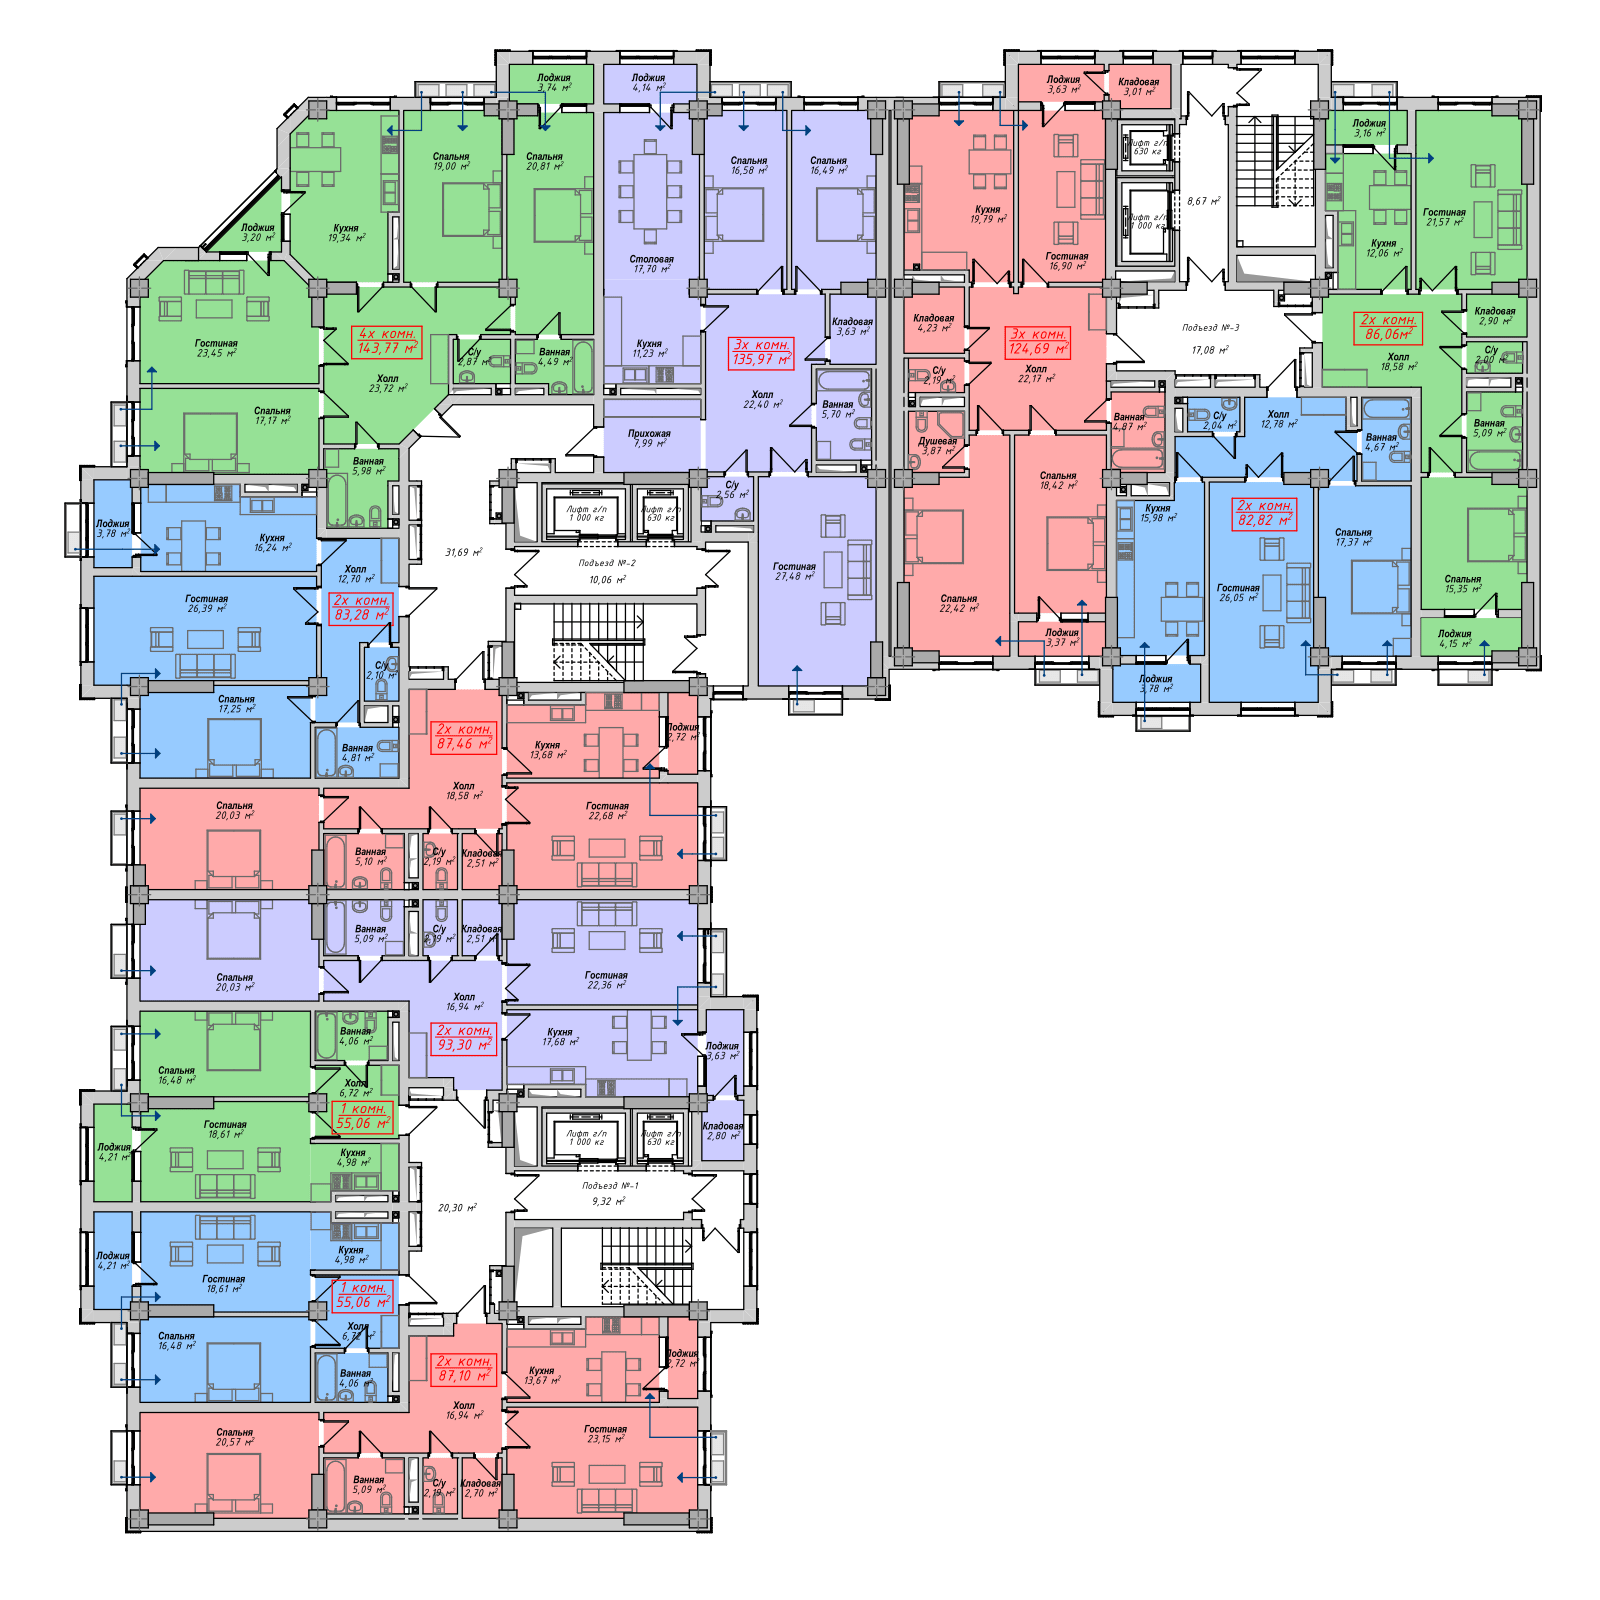 Лоджия
3,74 м²
Лоджия
4,14 м²
Спальня
19,00 м²
Спальня
20,81 м²
Кухня
19,34 м²
Лоджия
3,20 м²
Гостиная
23,45 м²
4х комн.
143,77 м²
Холл
23,72 м²
С/у
2,87 м²
Ванная
4,49 м²
Спальня
17,17 м²
Ванная
5,98 м²
Столовая
17,70 м²
Кухня
11,23 м²
Спальня
16,58 м²
Спальня
16,49 м²
Кладовая
3,63 м²
3х комн.
135,97 м²
Холл
22,40 м²
Ванная
5,70 м²
Прихожая
7,99 м²
С/у
2,56 м²
Гостиная
27,48 м²
Лоджия
3,63 м²
Кладовая
3,01 м²
Кухня
19,79 м²
Гостиная
16,90 м²
Лифт г/п
630 кг
Лифт г/п
1 000 кг
8,67 м²
Кладовая
4,23 м²
3х комн.
124,69 м²
Холл
22,17 м²
С/у
2,19 м²
Душевая
3,87 м²
Ванная
4,87 м²
Спальня
18,42 м²
Спальня
22,42 м²
Лоджия
3,37 м²
Подъезд №-3
17,08 м²
Лоджия
3,16 м²
Гостиная
21,57 м²
Кухня
12,06 м²
2х комн.
86,06м²
Холл
18,58 м²
Кладовая
2,90 м²
С/у
2,00 м²
Ванная
5,09 м²
Спальня
15,35 м²
Лоджия
4,15 м²
С/у
2,04 м²
Холл
12,78 м²
Ванная
4,67 м²
Кухня
15,98 м²
2х комн.
82,82 м²
Гостиная
26,05 м²
Спальня
17,37 м²
Лоджия
3,78 м²
Лоджия
3,78 м²
Кухня
16,24 м²
Холл
12,70 м²
2х комн.
83,28 м²
Гостиная
26,39 м²
С/у
2,10 м²
Спальня
17,25 м²
Ванная
4,81 м²
31,69 м²
Лифт г/п
1 000 кг
Лифт г/п
630 кг
Подъезд №-2
10,06 м²
2х комн.
87,46 м²
Кухня
13,68 м²
Лоджия
2,72 м²
Холл
18,58 м²
Спальня
20,03 м²
Гостиная
22,68 м²
Ванная
5,10 м²
С/у
2,19 м²
Кладовая
2,51 м²
Ванная
5,09 м²
С/у
2,19 м²
Кладовая
2,51 м²
Спальня
20,03 м²
Гостиная
22,36 м²
Холл
16,94 м²
2х комн.
93,30 м²
Кухня
17,68 м²
Лоджия
3,63 м²
Кладовая
2,80 м²
Ванная
4,06 м²
Спальня
16,48 м²
Холл
6,72 м²
1 комн.
55,06 м²
Гостиная
18,61 м²
Лоджия
4,21 м²
Кухня
4,98 м²
Лифт г/п
1 000 кг
Лифт г/п
630 кг
Подъезд №-1
9,32 м²
20,30 м²
Лоджия
4,21 м²
Кухня
4,98 м²
Гостиная
18,61 м²
1 комн.
55,06 м²
Холл
6,72 м²
Спальня
16,48 м²
Ванная
4,06 м²
2х комн.
87,10 м²
Кухня
13,67 м²
Лоджия
2,72 м²
Холл
16,94 м²
Спальня
20,57 м²
Гостиная
23,15 м²
Ванная
5,09 м²
С/у
2,19 м²
Кладовая
2,70 м²